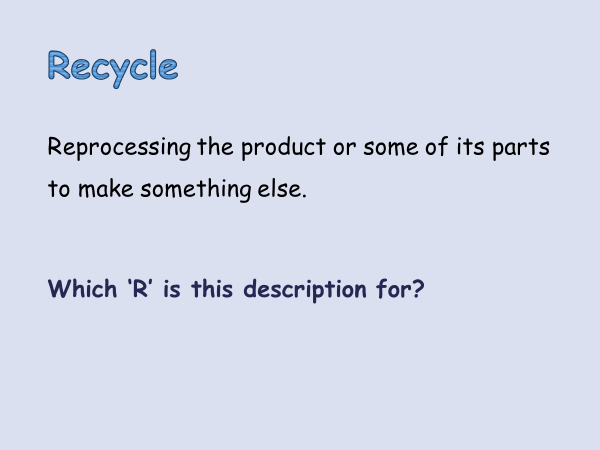 Recycle
Reprocessing the product or some of its parts
to make something else.
Which ‘R’ is this description for?